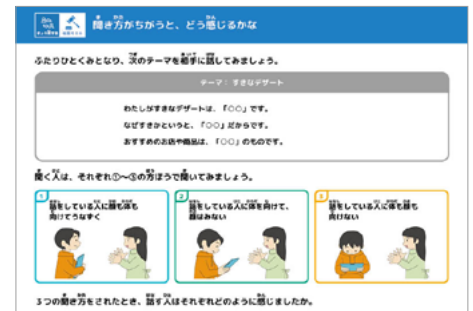 聞き方がちがうと、どう感じるかな
ふたりひとくみとなり、次のテーマを相手に話してみましょう。
テーマ：すきなデザート
わたしがすきなデザートは、「○○」です。
なぜすきかというと、「○○」だからです。
おすすめのお店や商品は、「○○」のものです。
聞く人は、それぞれ①～③の方ほうで聞いてみましょう。
1
話をしている人に顔も体も
向けてうなずく
2
話をしている人に体を向けて、
顔はみない
3
話をしている人に体も顔も
向けない
3つの聞き方をされたとき、話す人はそれぞれどのように感じましたか。